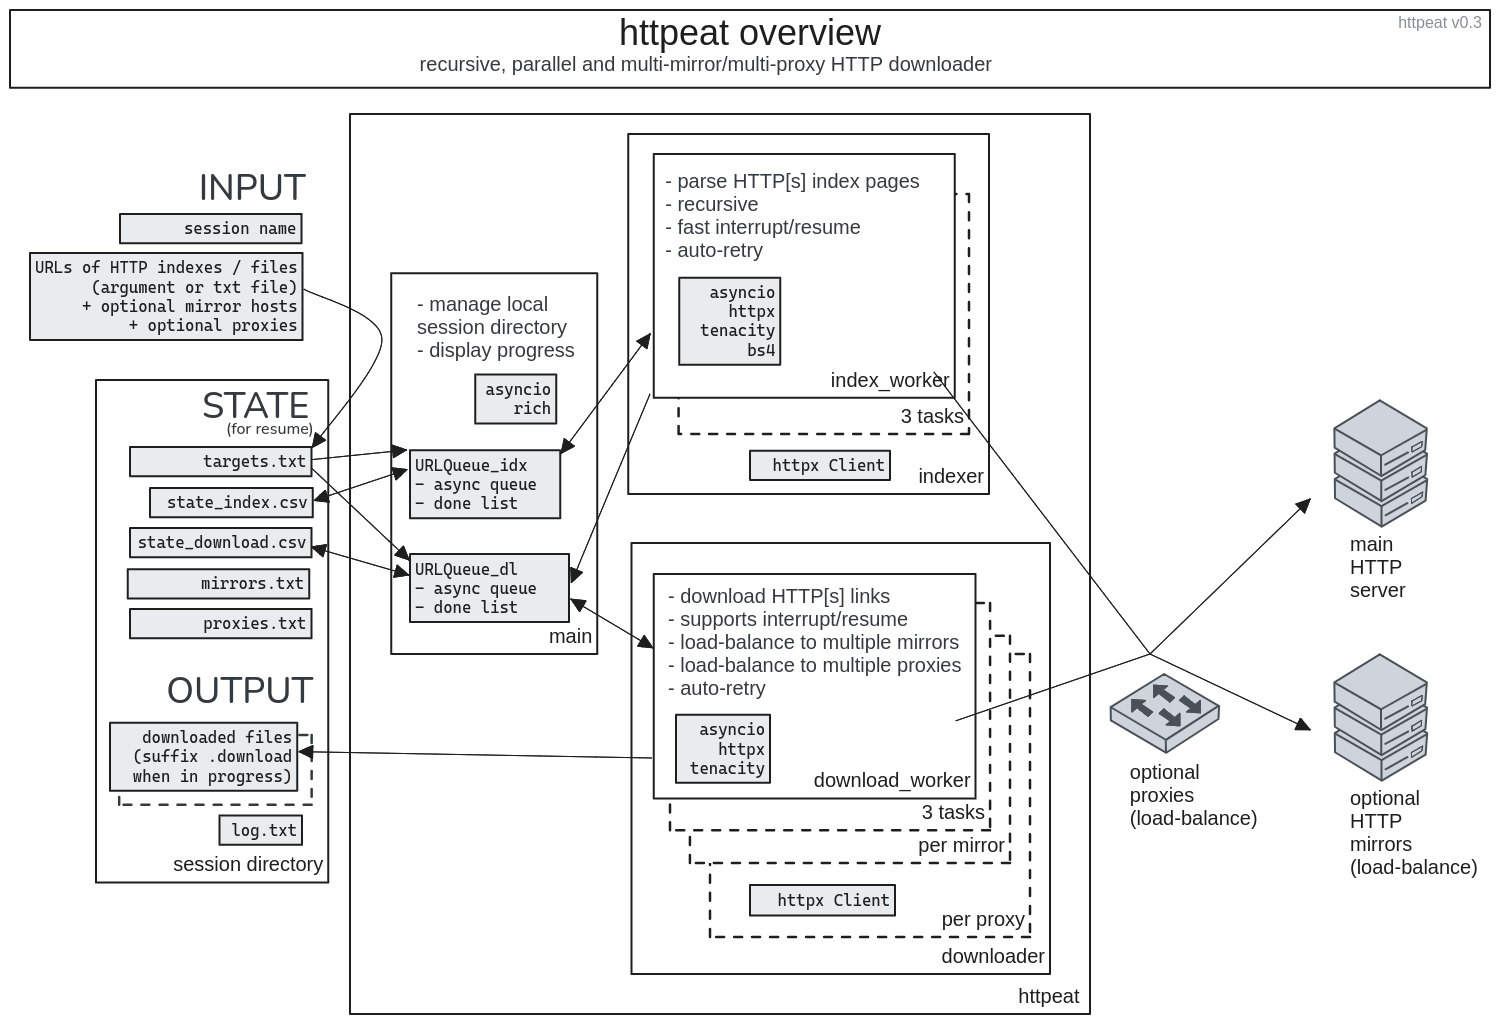 httpeat overview
httpeat v0.3
recursive, parallel and multi-mirror/multi-proxy HTTP downloader
INPUT
session name
URLs of HTTP indexes / files
(argument or txt file)
+ optional mirror hosts
+ optional proxies
STATE
(for resume)
targets.txt
state_index.csv
state_download.csv
mirrors.txt
proxies.txt
OUTPUT
downloaded files
(suffix .download
when in progress)
log.txt
session directory
- manage local
session directory
- display progress
asyncio
rich
URLQueue_idx
– async queue
– done list
URLQueue_dl
– async queue
– done list
main
- parse HTTP[s] index pages
- recursive
- fast interrupt/resume
- auto-retry
asyncio
httpx
tenacity
bs4
index_worker
3 tasks
httpx Client
indexer
- download HTTP[s] links
- supports interrupt/resume
- load-balance to multiple mirrors
- load-balance to multiple proxies
- auto-retry
asyncio
httpx
tenacity
download_worker
3 tasks
per mirror
httpx Client
per proxy
downloader
httpeat
main
HTTP
server
optional
proxies
(load-balance)
optional
HTTP
mirrors
(load-balance)